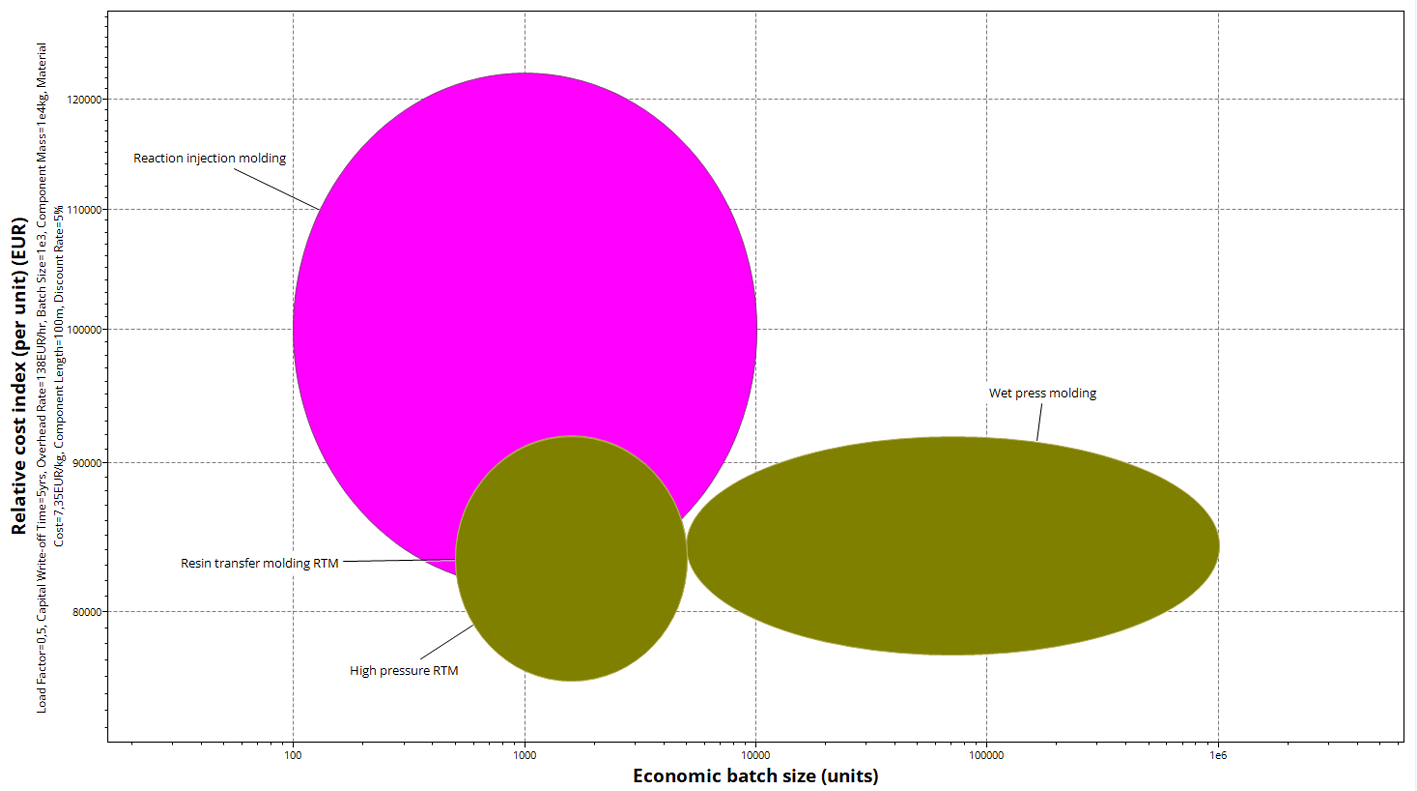 Relative cost index (per unit) (EUR)
Load Factor=0,5, Capital Write-off Time=5yrs, Overhead Rate=138EUR/hr, Batch Size=1e3, Component Mass=1e4kg, Material
Cost=7,35EUR/kg, Component Length=100m, Discount Rate=5%
120000
110000
100000
90000
80000
Reaction injection molding
Wet press molding
Resin transfer molding RTM
High pressure RTM
100
1000
10000
100000
1e6
Economic batch size (units)